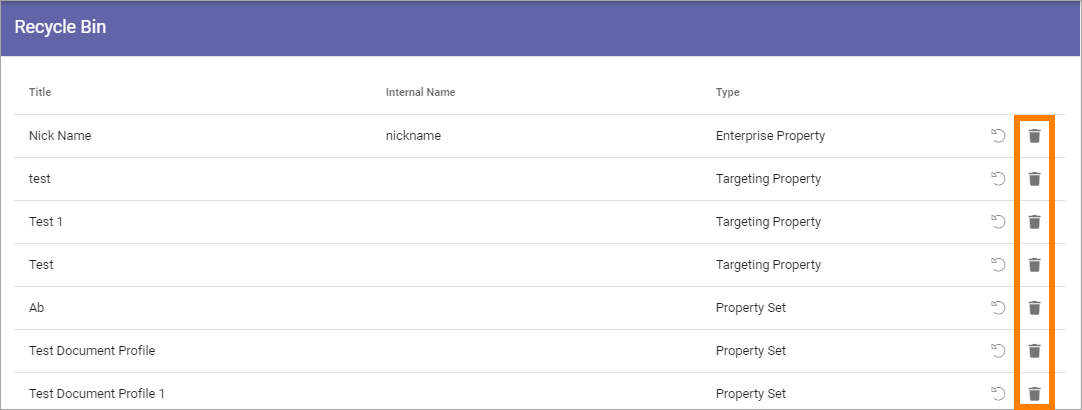 Recycle Bin
Title Internal Name Type
Nick Name nickname Enterprise Property
test Targeting Property
Test 1 Targeting Property
Test Targeting Property
Ab Property Set
Test Document Profile Property Set
Test Document Profile 1 Property Set